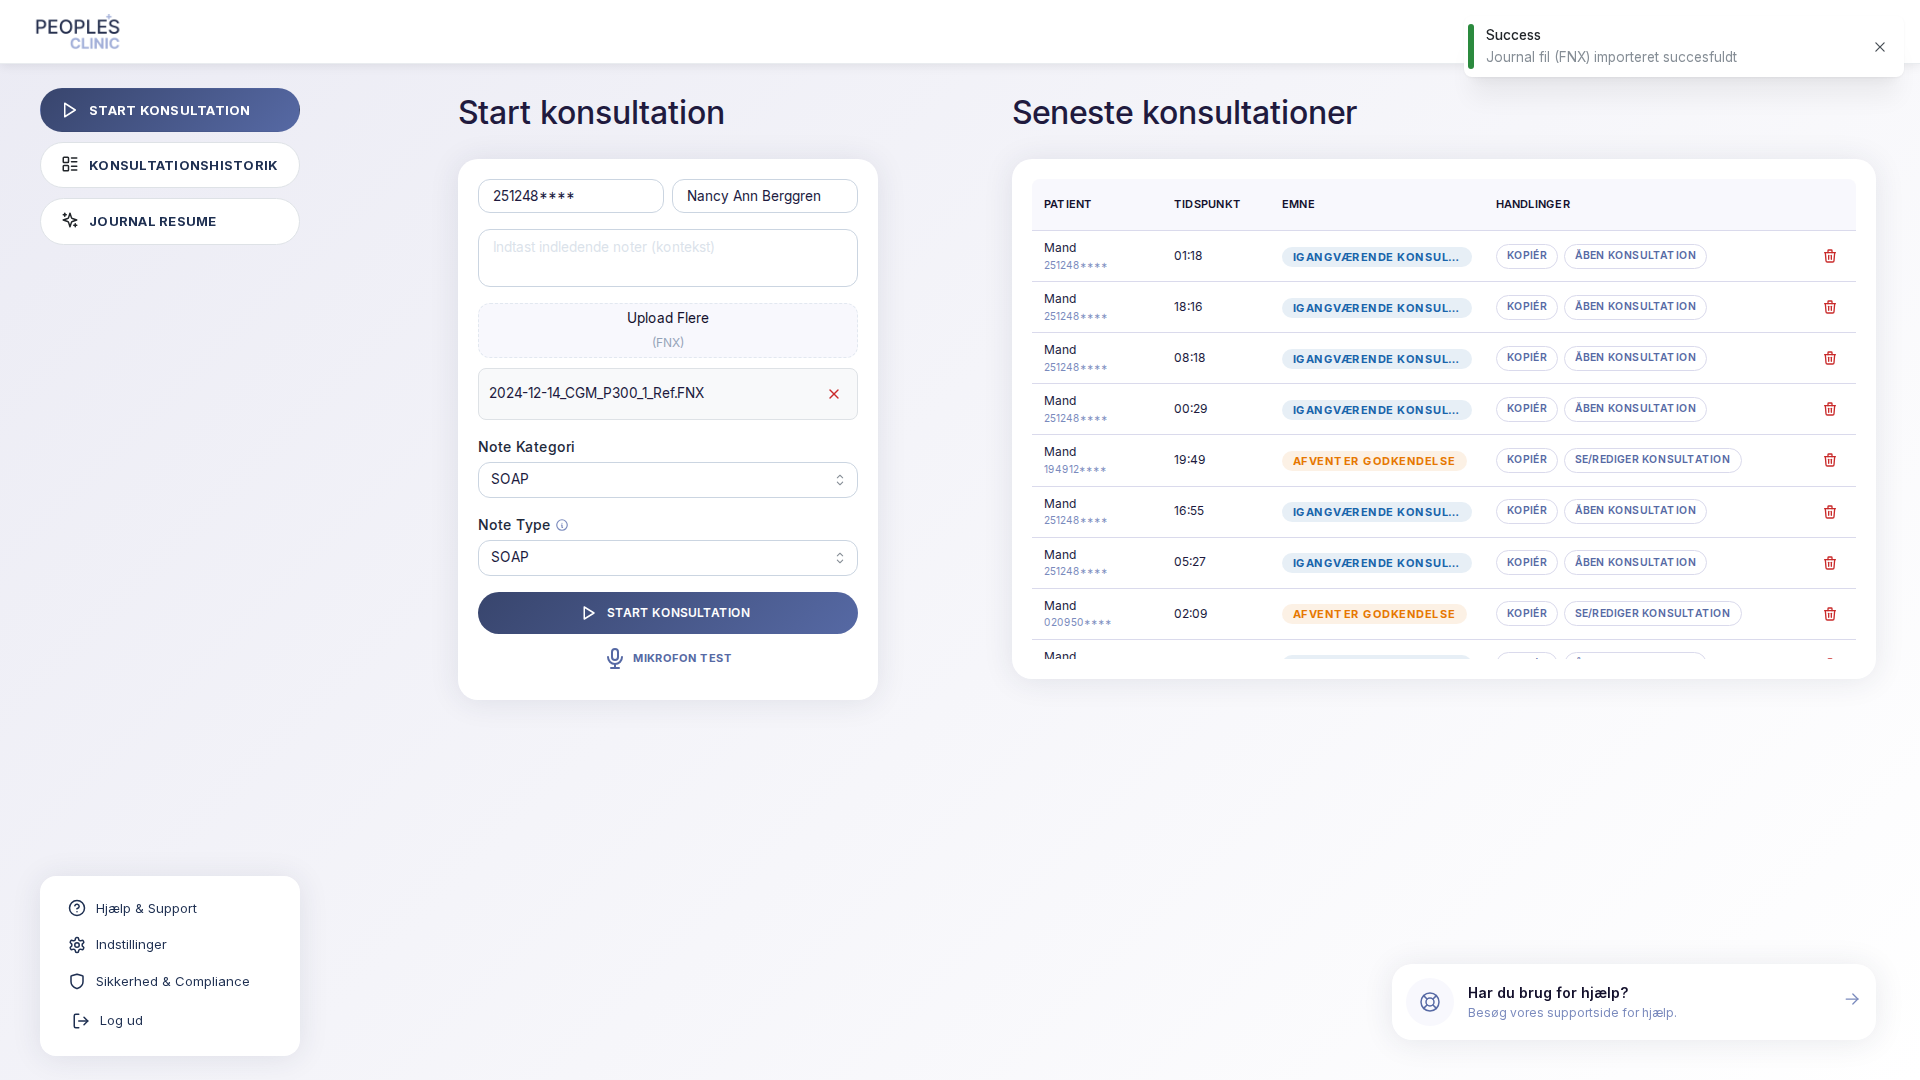 PEOPLES
CLINIC
Success
Journal fil (FNX) importeret succesfuldt
START KONSULTATION
KONSULTATIONSHISTORIK
JOURNAL RESUME
Start konsultation
251248****
Nancy Ann Berggren
Indtast indledende noter (kontekst)
Upload Flere
(FNX)
2024-12-14_CGM_P300_1_Ref.FNX
Note Kategori
SOAP
Note Type
SOAP
START KONSULTATION
MIKROFON TEST
Seneste konsultationer
PATIENT TIDSPUNKT EMNE HANDLINGER
Mand
251248****
01:18
IGANGVÆRENDE KONSUL...
KOPIÉR
ÅBEN KONSULTATION
Mand
251248****
18:16
IGANGVÆRENDE KONSUL...
KOPIÉR
ÅBEN KONSULTATION
Mand
251248****
08:18
IGANGVÆRENDE KONSUL...
KOPIÉR
ÅBEN KONSULTATION
Mand
251248****
00:29
IGANGVÆRENDE KONSUL...
KOPIÉR
ÅBEN KONSULTATION
Mand
194912****
19:49
AFVENTER GODKENDELSE
KOPIÉR
SE/REDIGER KONSULTATION
Mand
251248****
16:55
IGANGVÆRENDE KONSUL...
KOPIÉR
ÅBEN KONSULTATION
Mand
251248****
05:27
IGANGVÆRENDE KONSUL...
KOPIÉR
ÅBEN KONSULTATION
Mand
020950****
02:09
AFVENTER GODKENDELSE
KOPIÉR
SE/REDIGER KONSULTATION
Mand
Hjælp & Support
Indstillinger
Sikkerhed & Compliance
Log ud
Har du brug for hjælp?
Besøg vores supportside for hjælp.